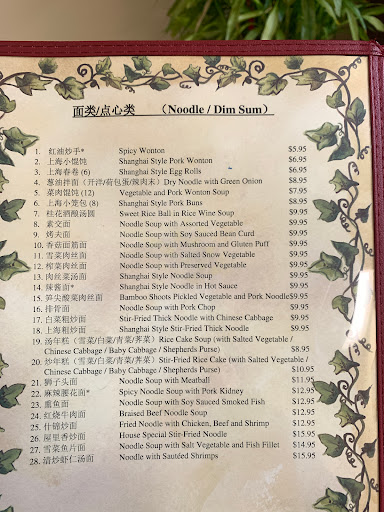 面类/点心类 (Noodle / Dim Sum)
1. 红油炒手* Spicy Wonton $5.95
2. 上海小馄饨 Shanghai Style Pork Wonton $6.95
3. 上海春卷 (6) Shanghai Style Egg Rolls $6.95
4. 葱油拌面 (开洋/荷包蛋/辣肉末) Dry Noodle with Green Onion $8.95
5. 菜肉馄饨 (12) Vegetable and Pork Wonton Soup $7.95
6. 上海小笼包 (8) Shanghai Style Pork Buns $8.95
7. 桂花酒酿汤圆 Sweet Rice Ball in Rice Wine Soup $9.95
8. 素交面 Noodle Soup with Assorted Vegetable $9.95
9. 烤夫面 Noodle Soup with Soy Sauced Bean Curd $9.95
10. 香菇面筋面 Noodle Soup with Mushroom and Gluten Puff $9.95
11. 雪菜肉丝面 Noodle Soup with Salted Snow Vegetable $9.95
12. 榨菜肉丝面 Noodle Soup with Preserved Vegetable $9.95
13. 肉丝菜汤面 Shanghai Style Noodle Soup $9.95
14. 辣酱面* Shanghai Style Noodle in Hot Sauce $9.95
15. 笋尖酸菜肉丝面 Bamboo Shoots Pickled Vegetable and Pork Noodle $9.95
16. 排骨面 Noodle Soup with Pork Chop $9.95
17. 白菜粗炒面 Stir-Fried Thick Noodle with Chinese Cabbage $9.95
18. 上海粗炒面 Shanghai Style Stir-Fried Thick Noodle $9.95
19. 汤年糕 (雪菜/白菜/青菜/荠菜) Rice Cake Soup (with Salted Vegetable /
Chinese Cabbage / Baby Cabbage / Shepherds Purse) $8.95
20. 炒年糕 (雪菜/白菜/青菜/荠菜) Stir-Fried Rice Cake (with Salted Vegetable /
Chinese Cabbage / Baby Cabbage / Shepherds Purse) $10.95
21. 狮子头面 Noodle Soup with Meatball $11.95
22. 麻辣腰花面* Spicy Noodle Soup with Pork Kidney $12.95
23. 熏鱼面 Noodle Soup with Soy Sauced Smoked Fish $12.95
24. 红烧牛肉面 Braised Beef Noodle Soup $12.95
25. 什锦炒面 Fried Noodle with Chicken, Beef and Shrimp $12.95
26. 屋里香炒面 House Special Stir-Fried Noodle $15.95
27. 雪菜鱼片面 Noodle Soup with Salt Vegetable and Fish Fillet $14.95
28. 清炒虾仁汤面 Noodle with Sautéed Shrimps $15.95